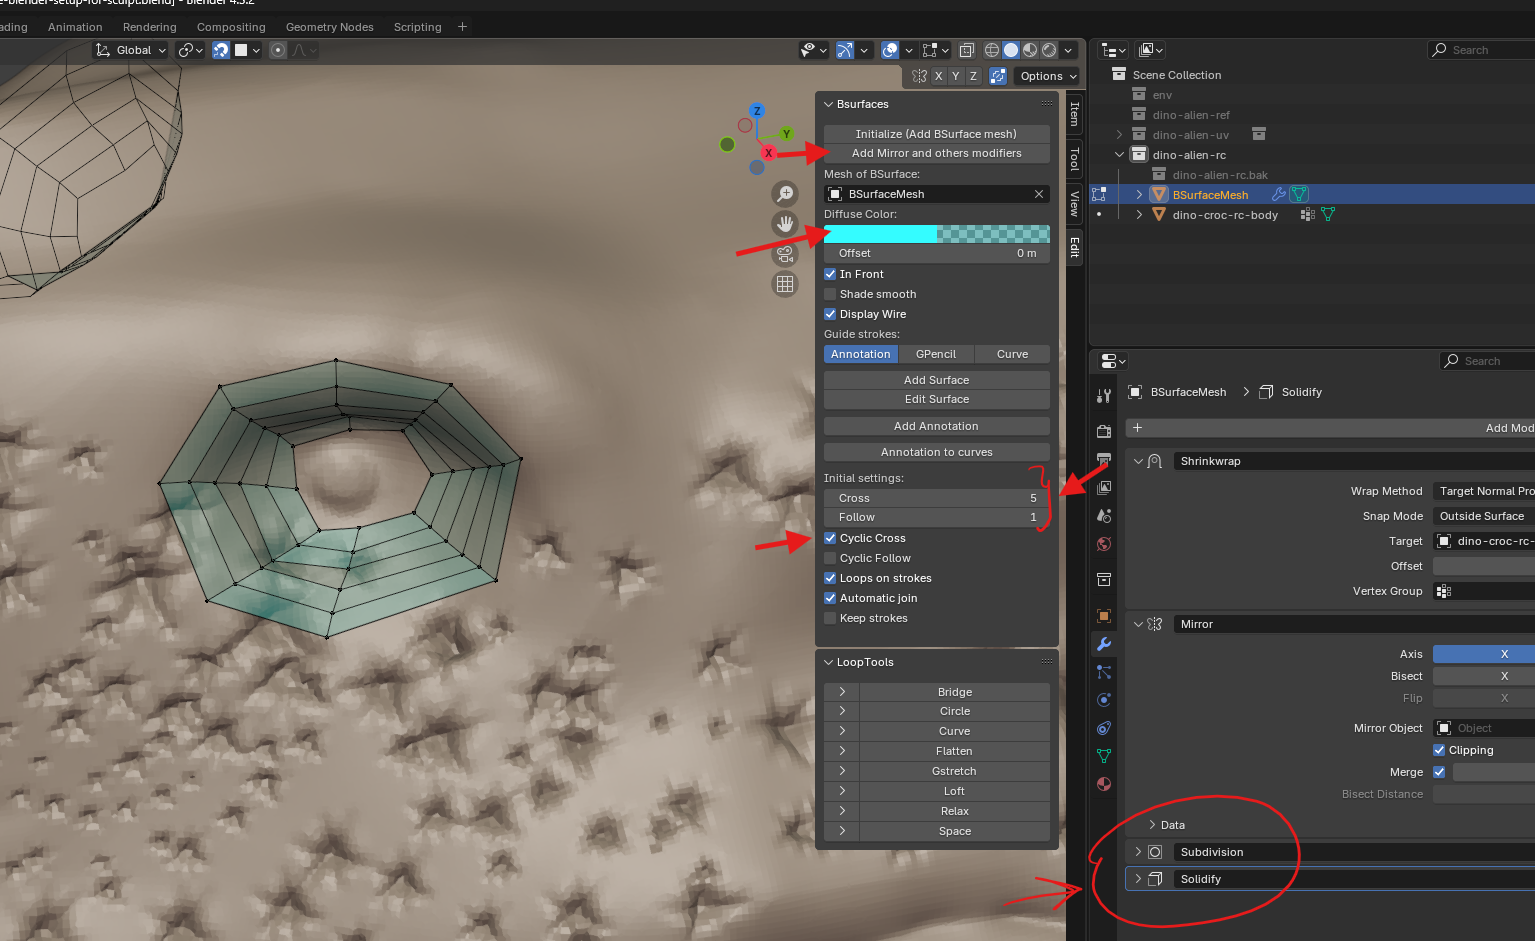 -blender-setup-for-sculpt.blend] - Blender 4.3.2
ading Animation Rendering Compositing Geometry Nodes Scripting +
Global
Search
X Y Z Options
Scene Collection
env
dino-alien-ref
dino-alien-uv
dino-alien-rc
dino-alien-rc.bak
BSurfaceMesh
dino-croc-rc-body
Z
Y
X
Item
Tool
View
Edit
Bsurfaces
Initialize (Add BSurface mesh)
Add Mirror and others modifiers
Mesh of BSurface:
BSurfaceMesh
Diffuse Color:
Offset 0 m
In Front
Shade smooth
Display Wire
Guide strokes:
Annotation GPencil Curve
Add Surface
Edit Surface
Add Annotation
Annotation to curves
Initial settings:
Cross 5
Follow 1
Cyclic Cross
Cyclic Follow
Loops on strokes
Automatic join
Keep strokes
LoopTools
Bridge
Circle
Curve
Flatten
Gstretch
Loft
Relax
Space
Search
BSurfaceMesh > Solidify
+ Add Mod
Shrinkwrap
Wrap Method Target Normal Pro
Snap Mode Outside Surface
Target dino-croc-rc-
Offset
Vertex Group
Mirror
Axis X
Bisect X
Flip X
Mirror Object Object
Clipping
Merge
Bisect Distance
Data
Subdivision
Solidify